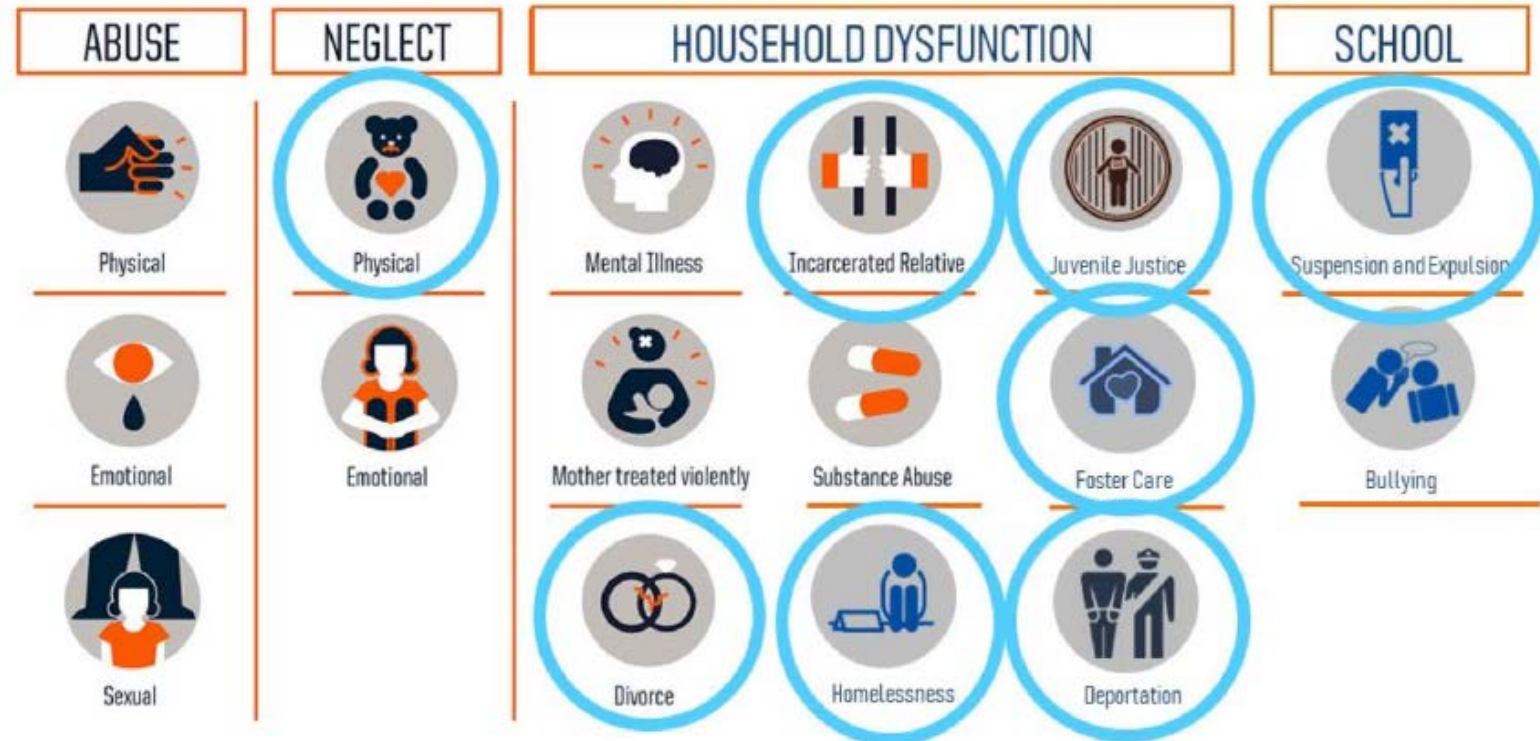 ABUSE
NEGLECT
HOUSEHOLD DYSFUNCTION
SCHOOL
Physical
Physical
Mental Illness
Incarcerated Relative
Juvenile Justice
Suspension and Expulsion
Emotional
Emotional
Mother treated violently
Substance Abuse
Foster Care
Bullying
Sexual
Divorce
Homelessness
Deportation